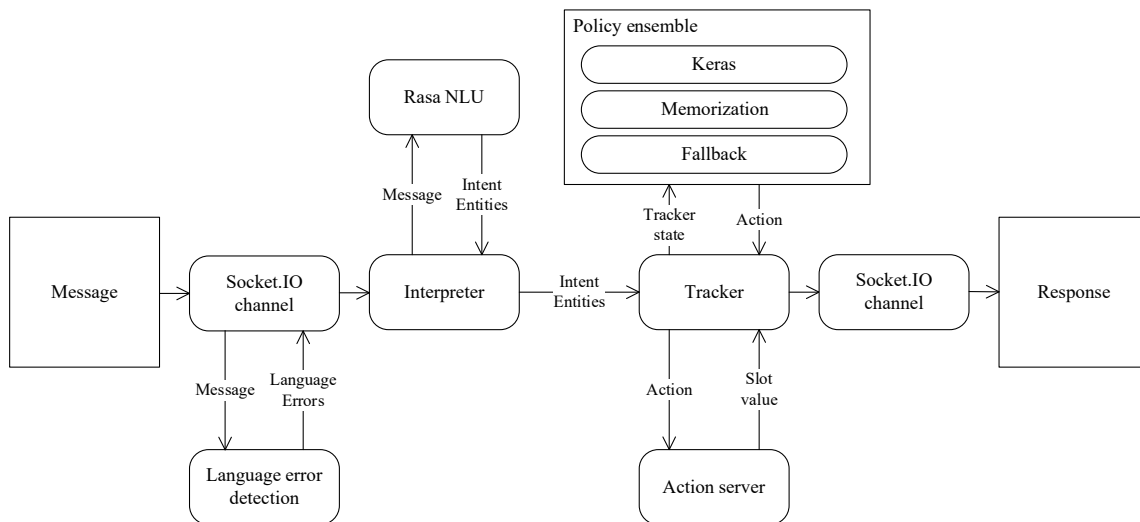 Policy ensemble
Keras
Memorization
Fallback
Rasa NLU
Message
Intent
Entities
Tracker
state
Action
Message
Socket.IO
channel
Interpreter
Intent
Entities
Tracker
Socket.IO
channel
Response
Message
Language
Errors
Action
Slot
value
Language error
detection
Action server